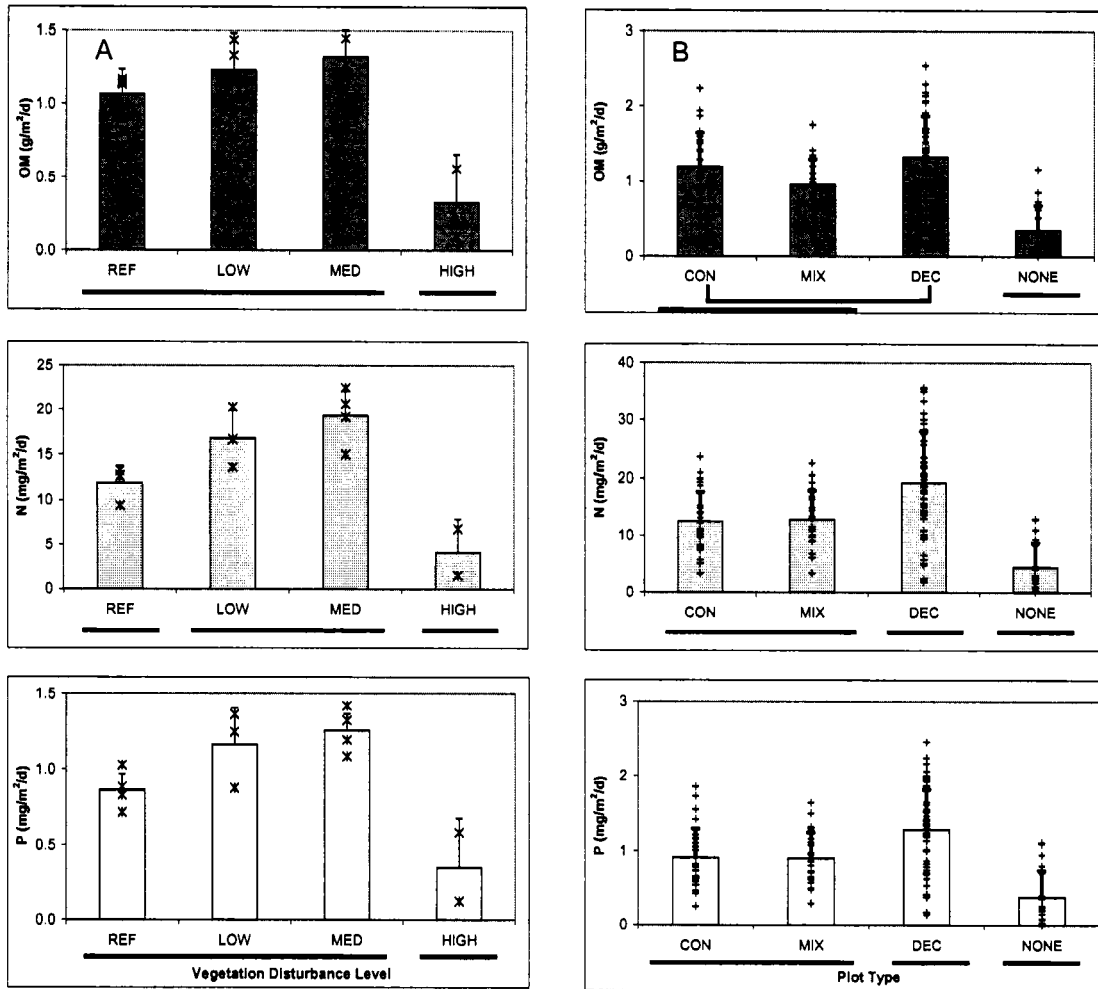 A
OM (g/m²/d)
1.5
1.0
0.5
0.0
REF LOW MED HIGH
B
OM (g/m²/d)
3
2
1
0
CON MIX DEC NONE
N (mg/m²/d)
25
20
15
10
5
0
REF LOW MED HIGH
N (mg/m²/d)
40
30
20
10
0
CON MIX DEC NONE
P (mg/m²/d)
1.5
1.0
0.5
0.0
REF LOW MED HIGH
Vegetation Disturbance Level
P (mg/m²/d)
3
2
1
0
CON MIX DEC NONE
Plot Type